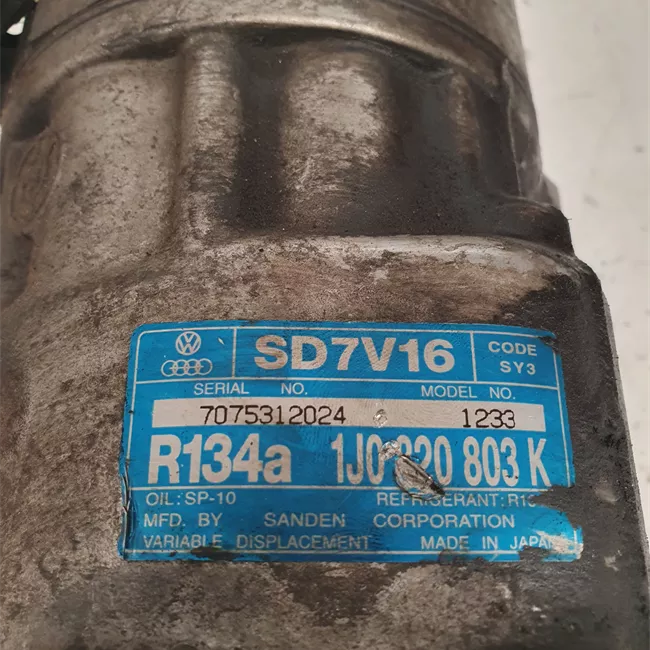 SD7V16 CODE
SY3
SERIAL NO. MODEL NO.
7075312024 1233
R134a 1J0 803 K
OIL: SP-10 REFRIGERANT:
MFD. BY SANDEN CORPORATION
VARIABLE DISPLACEMENT MADE IN JAPAN